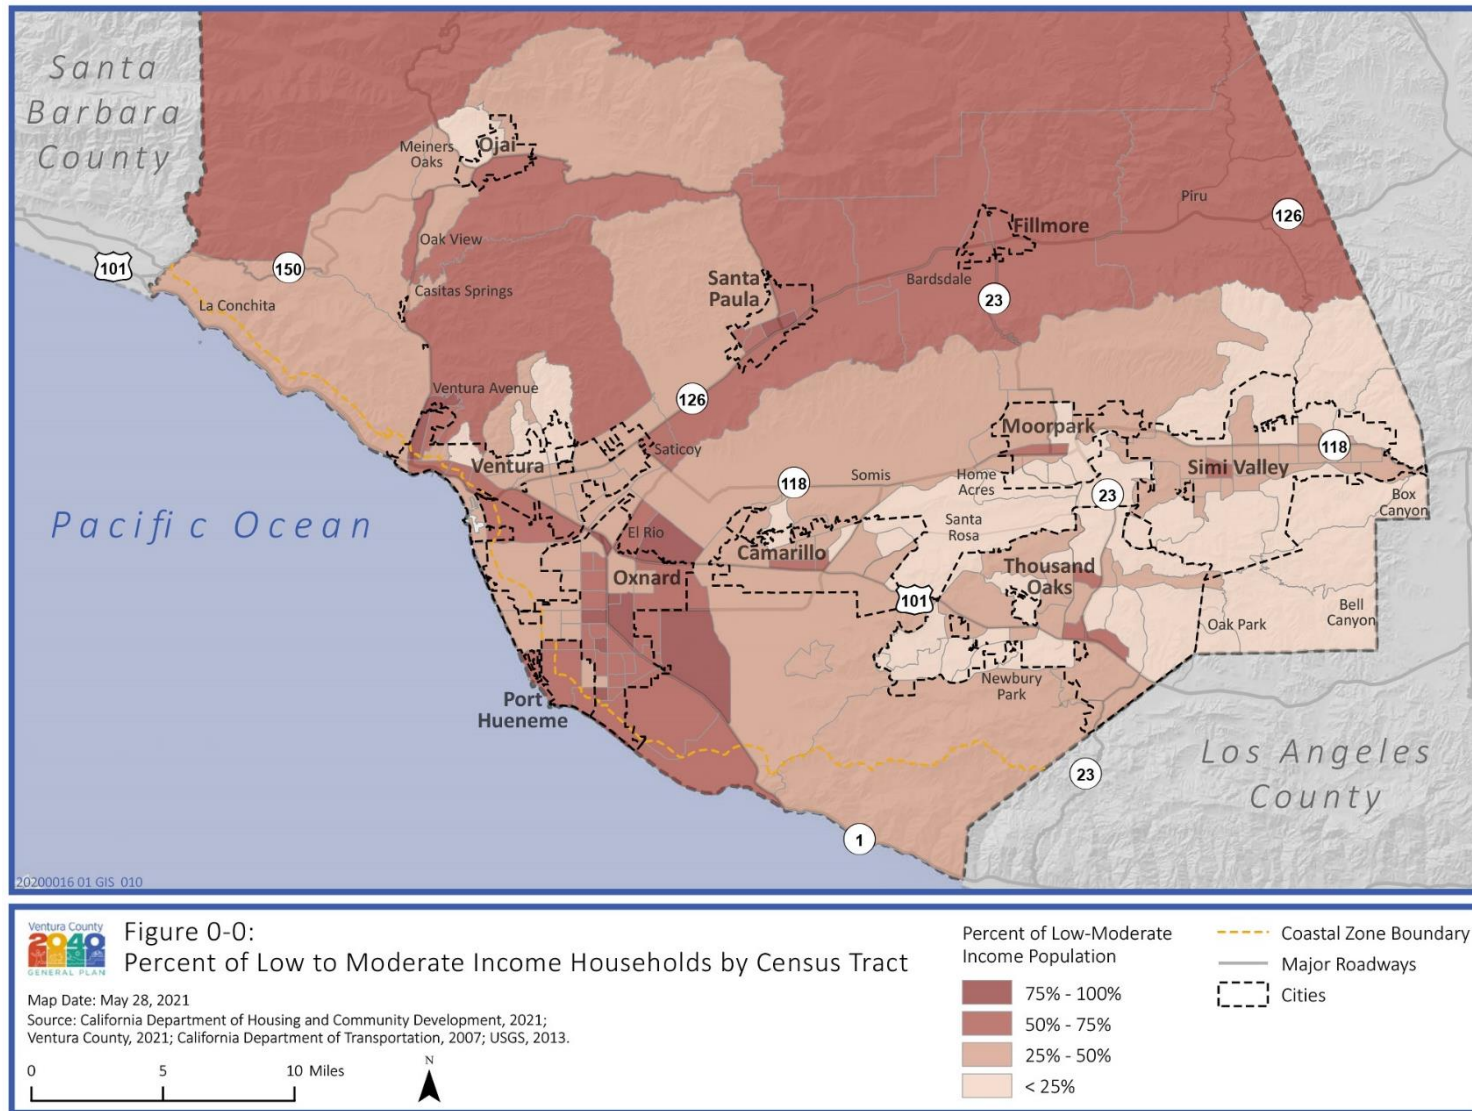 Santa
Barbara
County
Meiners
Oaks
Ojai
Piru
126
Fillmore
101
150
Oak View
Santa
Paula
Bardsdale
23
La Conchita
Casitas Springs
Ventura Avenue
126
Moorpark
Ventura
Saticoy
118
Somis
Home
Acres
23
Simi Valley
118
Box
Canyon
Pacific Ocean
El Rio
Santa
Rosa
Camarillo
Oxnard
Thousand
Oaks
101
Oak Park
Bell
Canyon
Newbury
Park
Port
Hueneme
Los Angeles
County
23
1
20200016 01 GIS 010
Ventura County
2040
GENERAL PLAN
Figure 0-0:
Percent of Low to Moderate Income Households by Census Tract
Map Date: May 28, 2021
Source: California Department of Housing and Community Development, 2021;
Ventura County, 2021; California Department of Transportation, 2007; USGS, 2013.
0 5 10 Miles
N
Percent of Low-Moderate
Income Population
75% - 100%
50% - 75%
25% - 50%
< 25%
Coastal Zone Boundary
Major Roadways
Cities